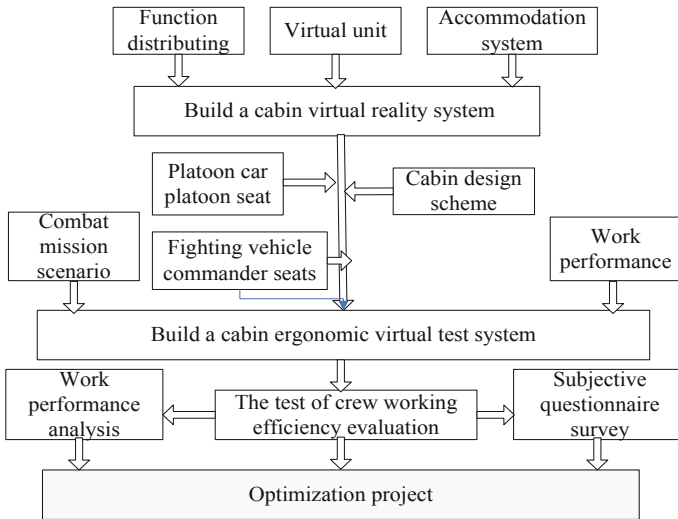 Function
distributing
Virtual unit
Accommodation
system
Build a cabin virtual reality system
Platoon car
platoon seat
Cabin design
scheme
Combat
mission
scenario
Fighting vehicle
commander seats
Work
performance
Build a cabin ergonomic virtual test system
Work
performance
analysis
The test of crew working
efficiency evaluation
Subjective
questionnaire
survey
Optimization project